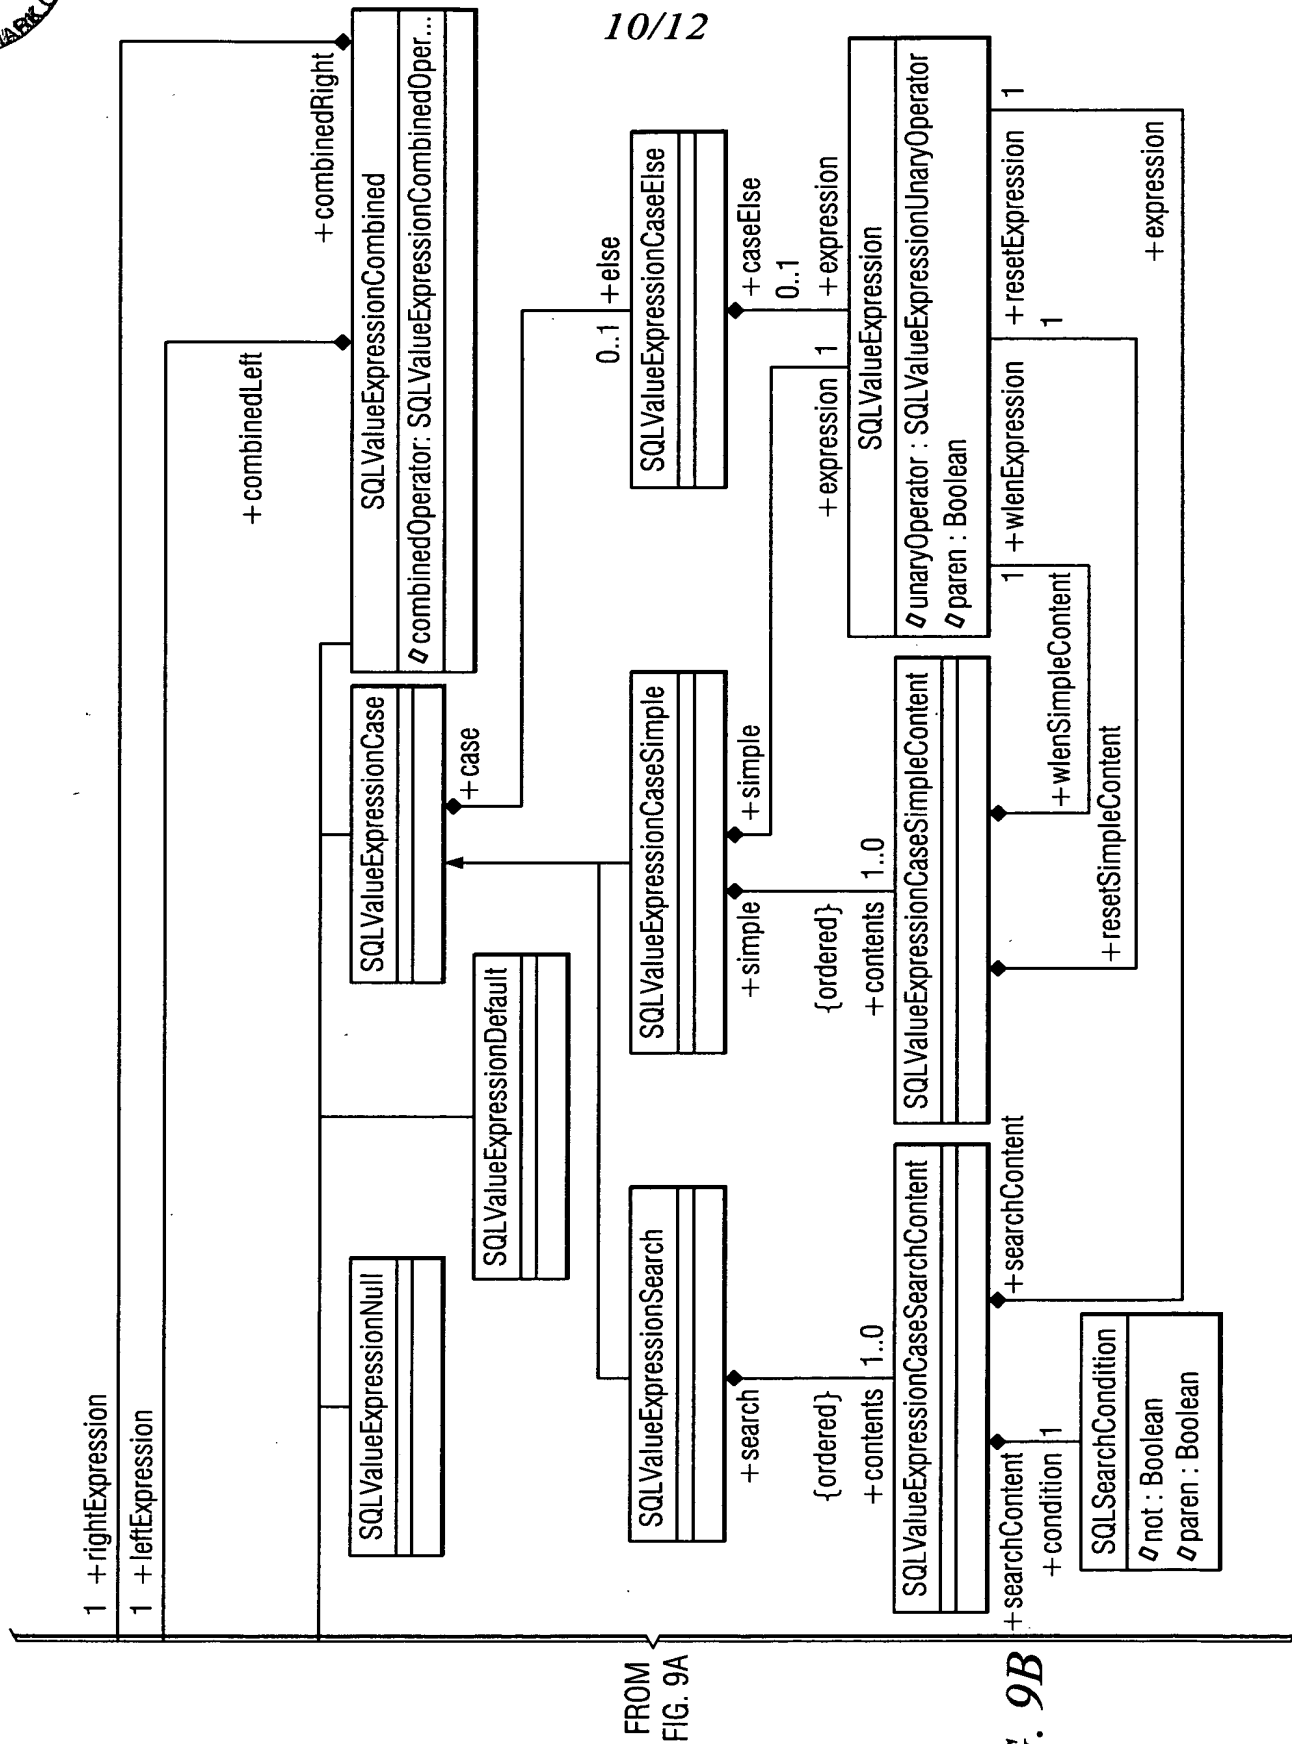 10/12
1 +rightExpression
1 +leftExpression
+combinedLeft
+combinedRight
SQLValueExpressionNull
SQLValueExpressionDefault
SQLValueExpressionCase
+case
SQLValueExpressionCombined
combinedOperator: SQLValueExpressionCombinedOper...
FROM
FIG. 9A
SQLValueExpressionSearch
+search
{ordered}
+contents 1..0
SQLValueExpressionCaseSimple
+simple
+simple
{ordered}
+contents 1..0
0..1 +else
SQLValueExpressionCaseElse
+caseElse
0..1
+expression 1
+expression
SQLValueExpressionCaseSearchContent
+searchContent
+searchContent
+condition 1
SQLSearchCondition
not : Boolean
paren : Boolean
SQLValueExpressionCaseSimpleContent
+wlenSimpleContent
+resetSimpleContent
SQLValueExpression
unaryOperator : SQLValueExpressionUnaryOperator
paren : Boolean
1 +wlenExpression
1
+resetExpression
1
+expression
9B